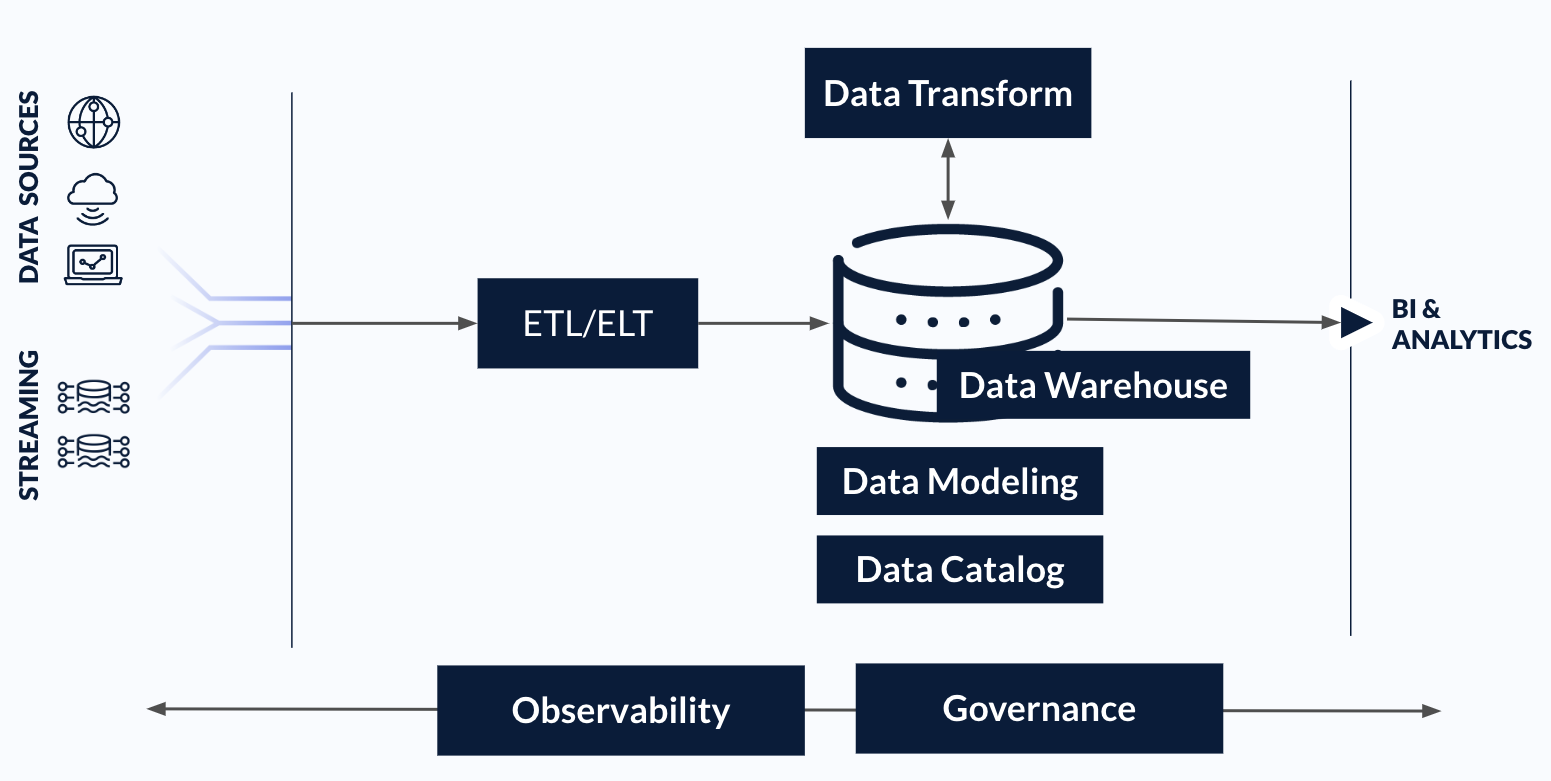 DATA SOURCES
STREAMING
ETL/ELT
Data Transform
Data Warehouse
Data Modeling
Data Catalog
BI &
ANALYTICS
Observability
Governance